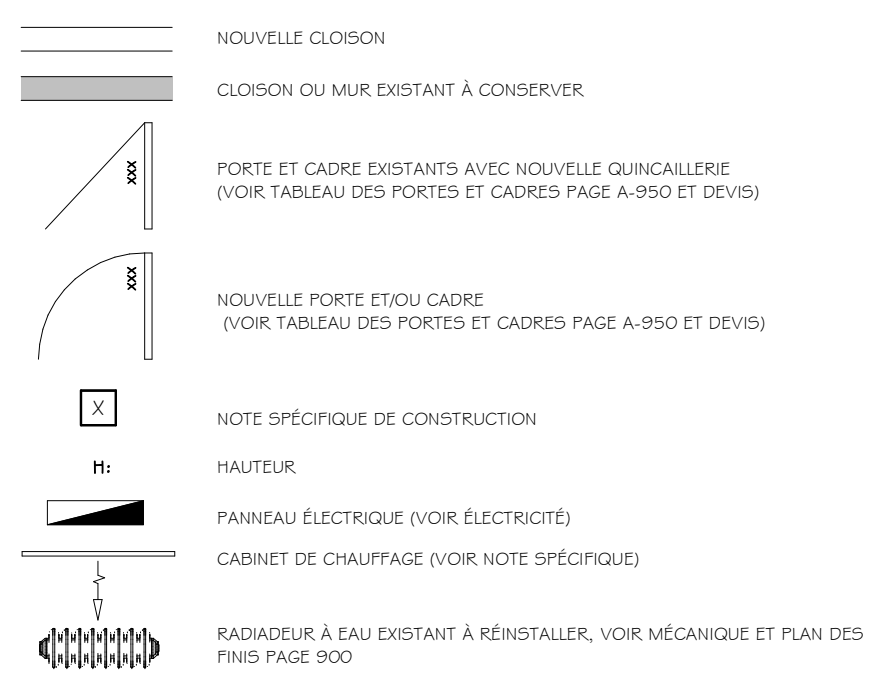 NOUVELLE CLOISON
CLOISON OU MUR EXISTANT À CONSERVER
XXX
PORTE ET CADRE EXISTANTS AVEC NOUVELLE QUINCAILLERIE
(VOIR TABLEAU DES PORTES ET CADRES PAGE A-950 ET DEVIS)
XXX
NOUVELLE PORTE ET/OU CADRE
(VOIR TABLEAU DES PORTES ET CADRES PAGE A-950 ET DEVIS)
X
NOTE SPÉCIFIQUE DE CONSTRUCTION
H: HAUTEUR
PANNEAU ÉLECTRIQUE (VOIR ÉLECTRICITÉ)
CABINET DE CHAUFFAGE (VOIR NOTE SPÉCIFIQUE)
RADIADEUR À EAU EXISTANT À RÉINSTALLER, VOIR MÉCANIQUE ET PLAN DES
FINIS PAGE 900